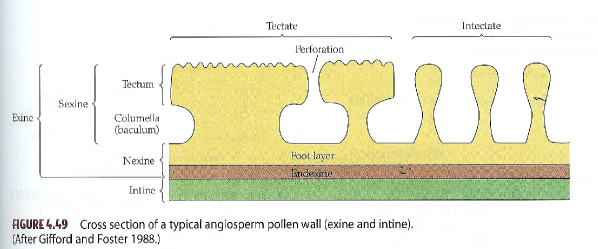 Tectate
Intectate
Perforation
Tectum
Sexine
Exine
Columella
(baculum)
Foot layer
Nexine
Endexine
Intine
FIGURE 4.49 Cross section of a typical angiosperm pollen wall (exine and intine).
(After Gifford and Foster 1988.)